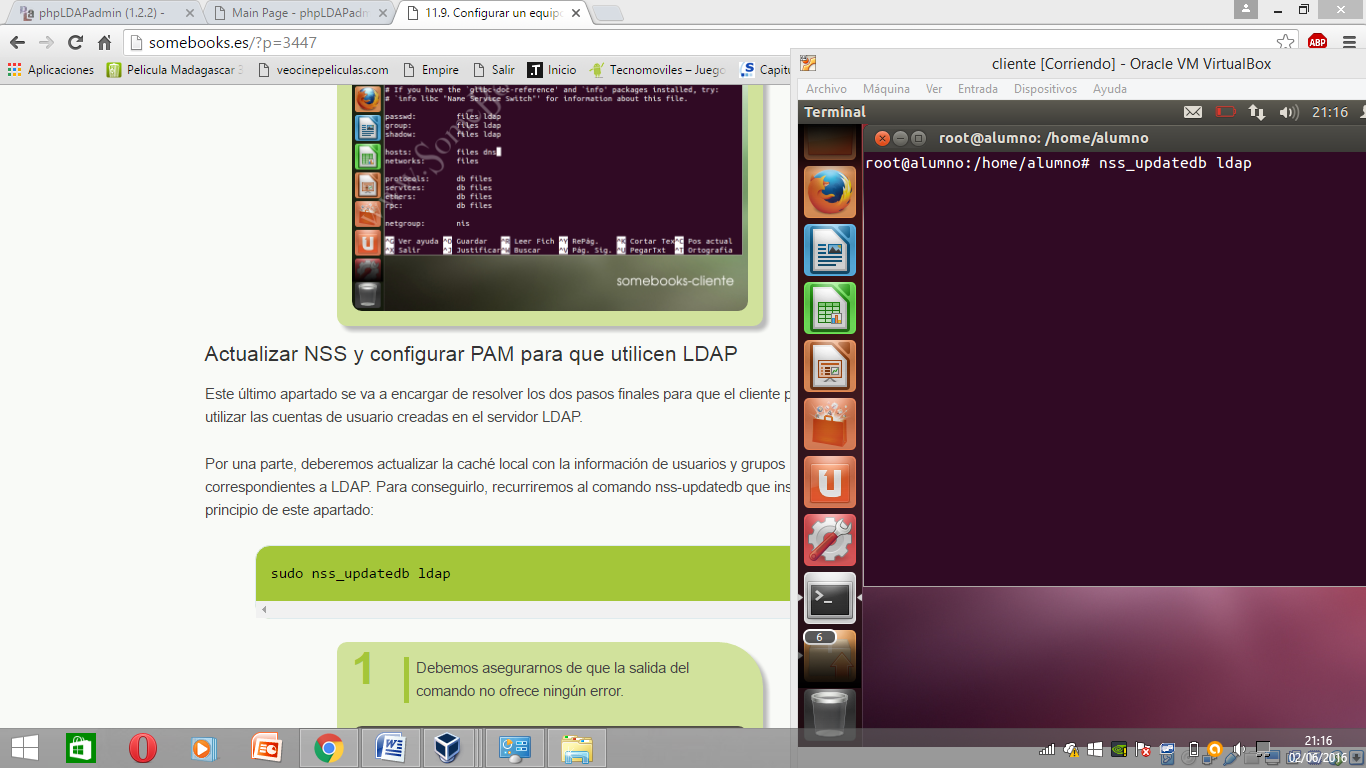 phpLDAPadmin (1.2.2) -
Main Page - phpLDAPadm
11.9. Configurar un equipo
somebooks.es/?p=3447
ABP
Aplicaciones
Pelicula Madagascar 3
veocinepeliculas.com
Empire
Salir
Inicio
Tecnomoviles – Juego
Capitu
# If you have the `glibc-doc-reference' and `info' packages installed, try:
# `info libc "Name Service Switch"' for information about this file.
passwd: files ldap
group: files ldap
shadow: files ldap
hosts: files dns
networks: files
protocols: db files
services: db files
ethers: db files
rpc: db files
netgroup: nis
^G Ver ayuda ^O Guardar ^R Leer Fich ^Y RePág. ^K Cortar Tex ^C Pos actual
^X Salir ^J Justificar ^W Buscar ^V Pág. Sig. ^U PegarTxt ^T Ortografía
somebooks-cliente
Actualizar NSS y configurar PAM para que utilicen LDAP
Este último apartado se va a encargar de resolver los dos pasos finales para que el cliente p
utilizar las cuentas de usuario creadas en el servidor LDAP.
Por una parte, deberemos actualizar la caché local con la información de usuarios y grupos
correspondientes a LDAP. Para conseguirlo, recurriremos al comando nss-updatedb que ins
principio de este apartado:
sudo nss_updatedb ldap
1
Debemos asegurarnos de que la salida del
comando no ofrece ningún error.
cliente [Corriendo] - Oracle VM VirtualBox
Archivo Máquina Ver Entrada Dispositivos Ayuda
Terminal
21:16
root@alumno: /home/alumno
root@alumno:/home/alumno# nss_updatedb ldap
6
21:16
02/06/2016